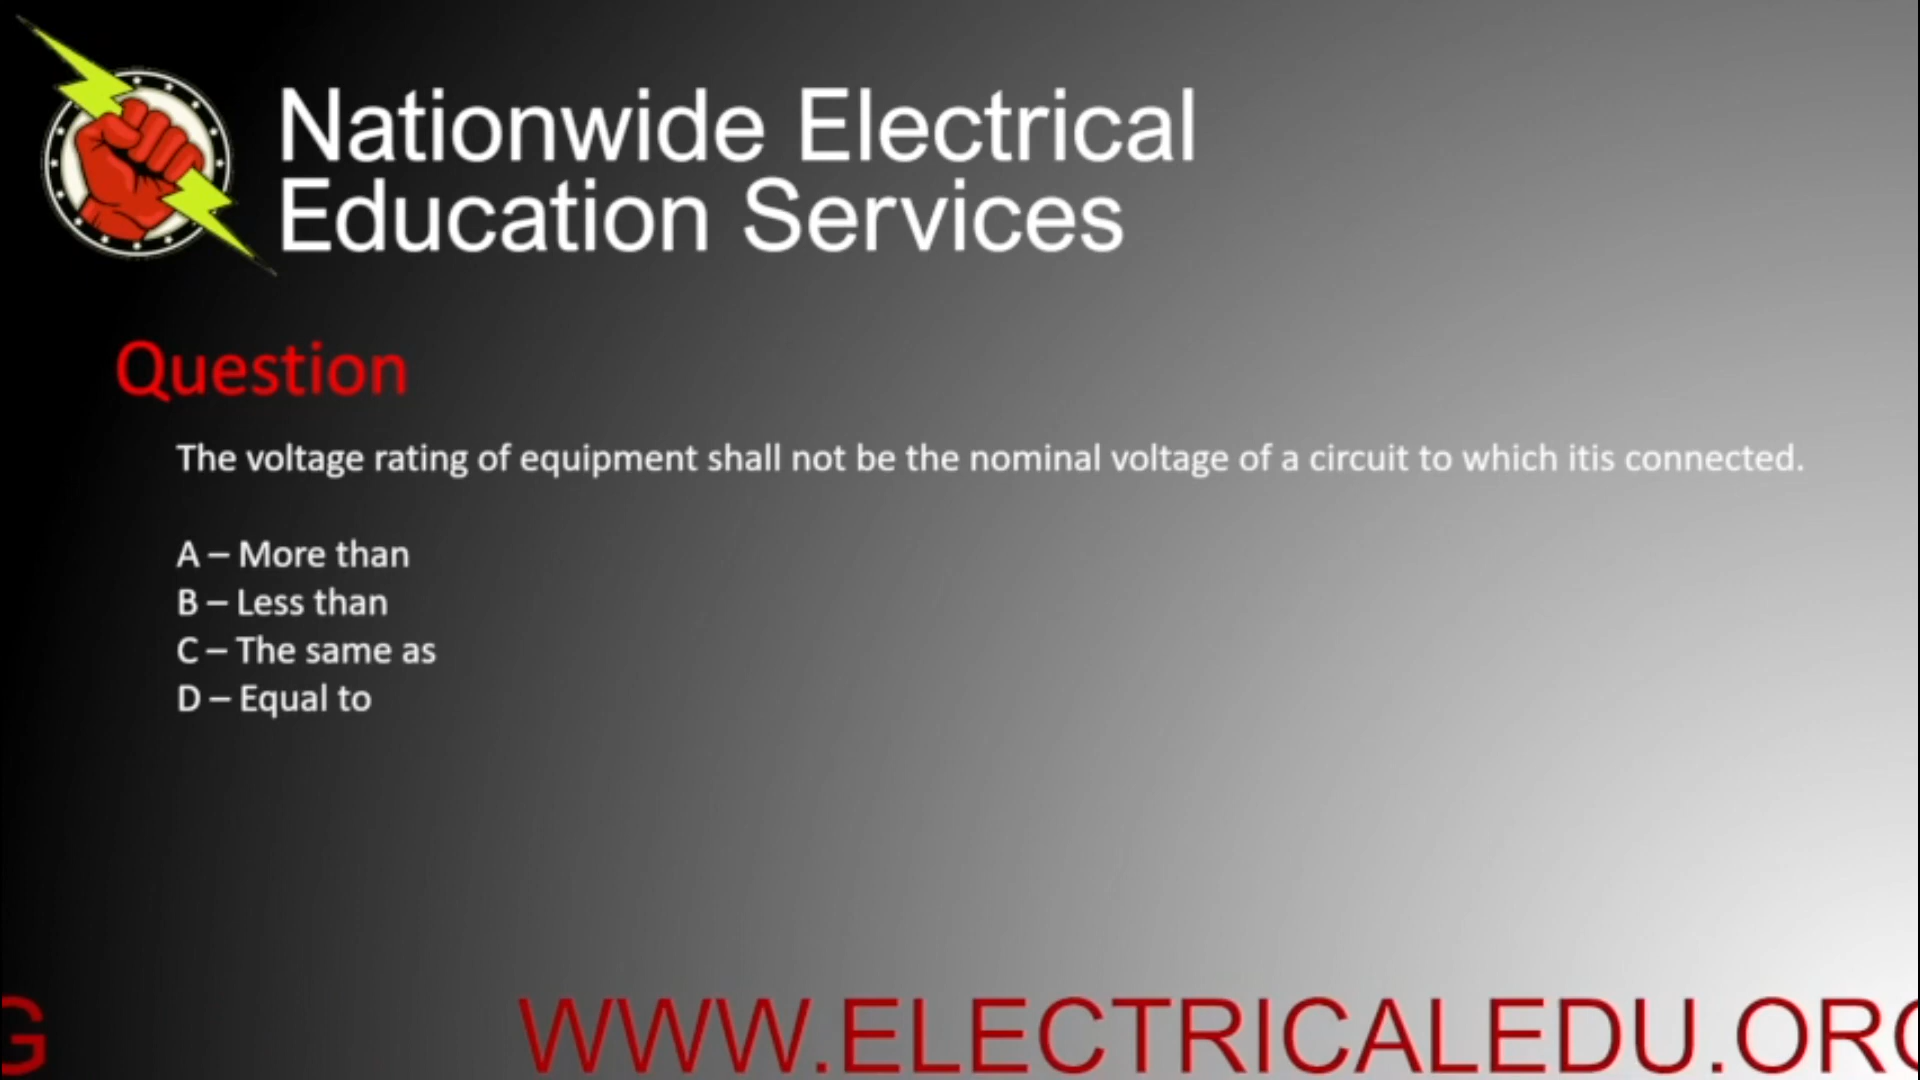 Nationwide Electrical
Education Services
Question
The voltage rating of equipment shall not be the nominal voltage of a circuit to which itis connected.
A – More than
B – Less than
C – The same as
D – Equal to
G WWW.ELECTRICALEDU.ORG